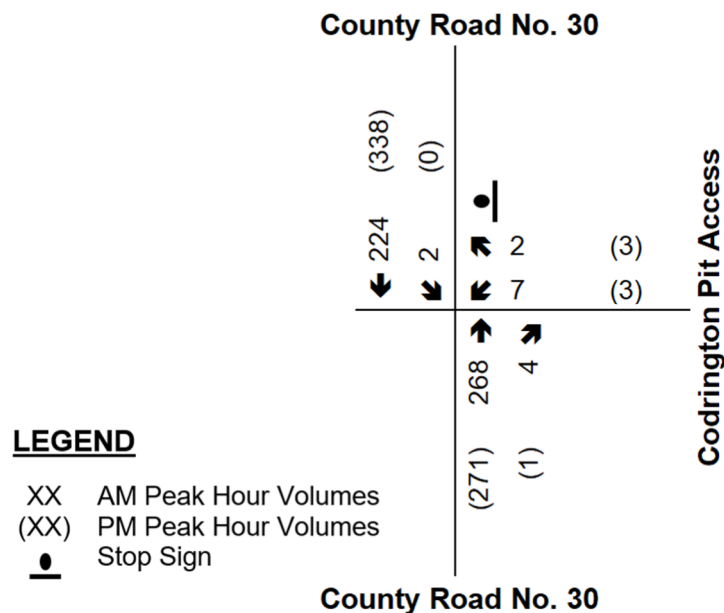 County Road No. 30
(338)
(0)
224
2
2 (3)
7 (3)
268
4
(271)
(1)
Codrington Pit Access
LEGEND
XX AM Peak Hour Volumes
(XX) PM Peak Hour Volumes
Stop Sign
County Road No. 30